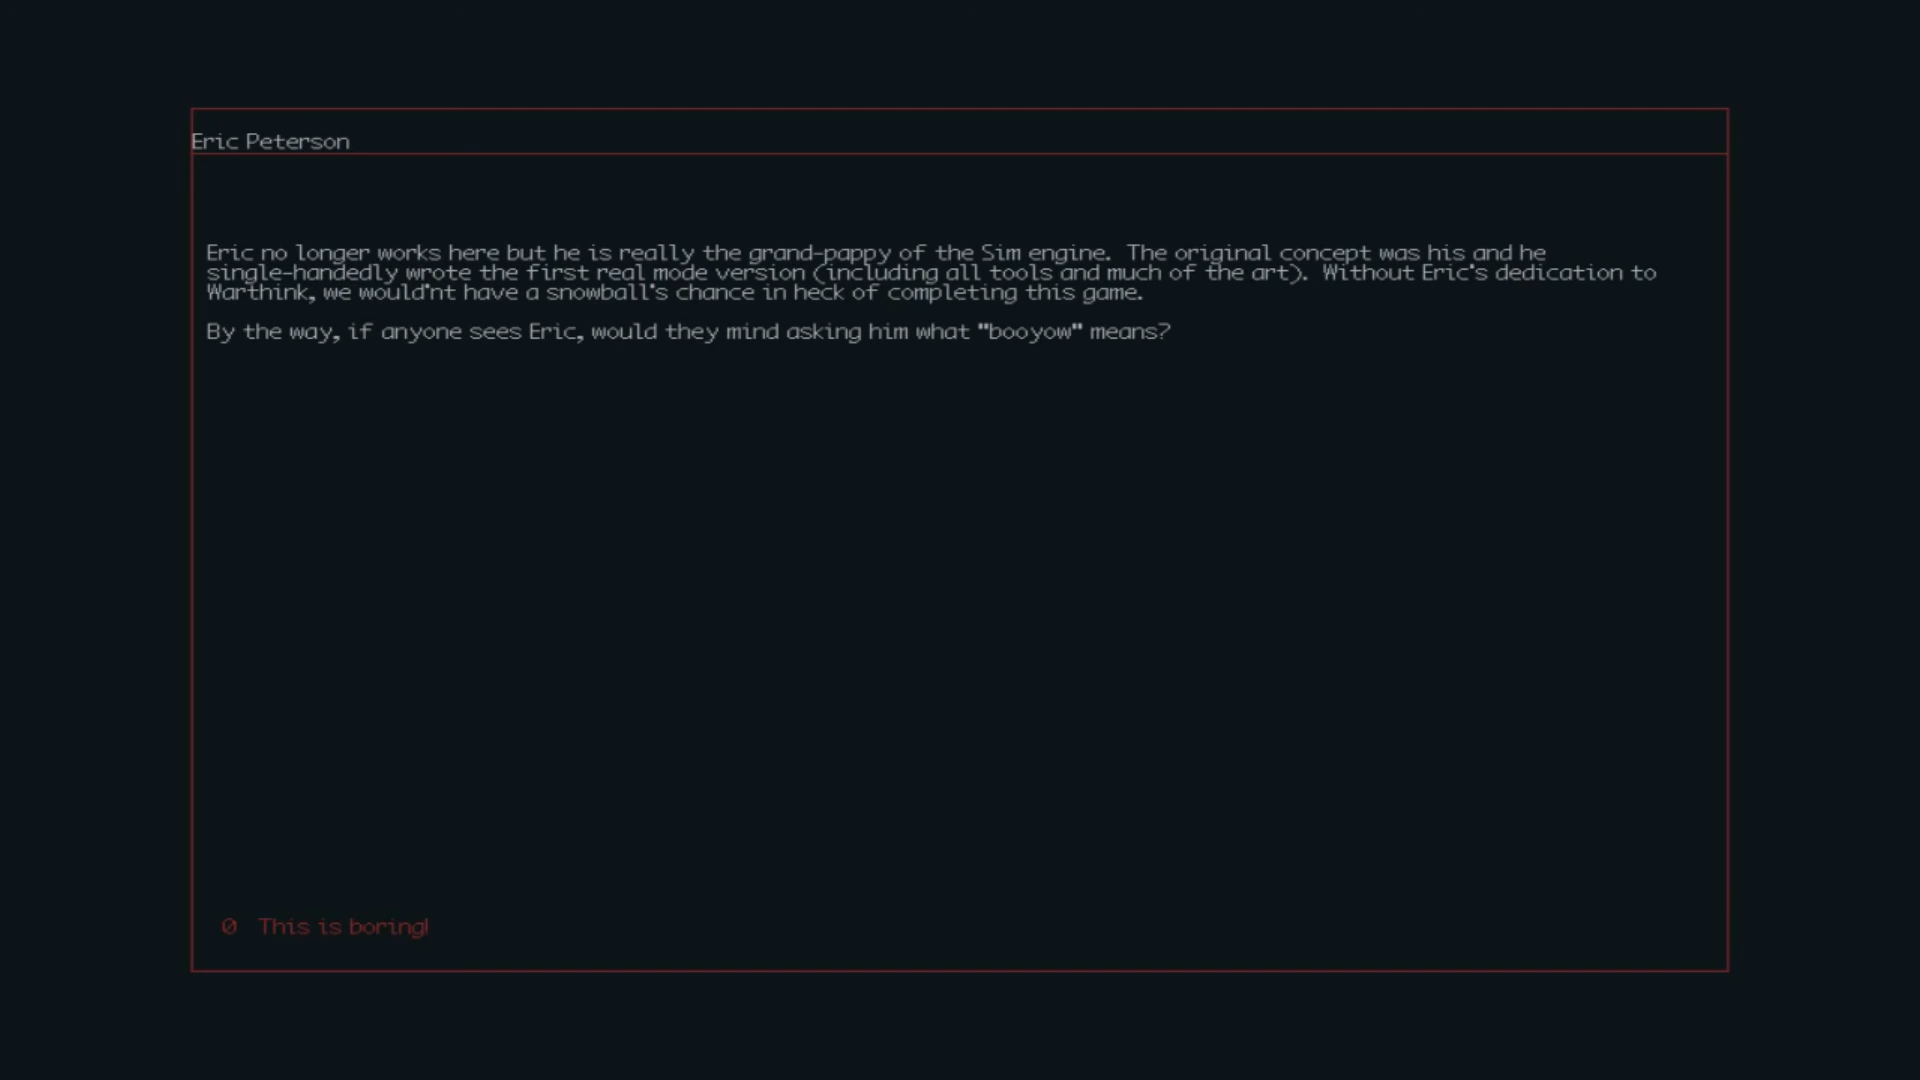 Eric Peterson
Eric no longer works here but he is really the grand-pappy of the Sim engine.  The original concept was his and he
single-handedly wrote the first real mode version (including all tools and much of the art).  Without Eric's dedication to
Warthink, we would'nt have a snowball's chance in heck of completing this game.
By the way, if anyone sees Eric, would they mind asking him what "booyow" means?
0  This is boring!